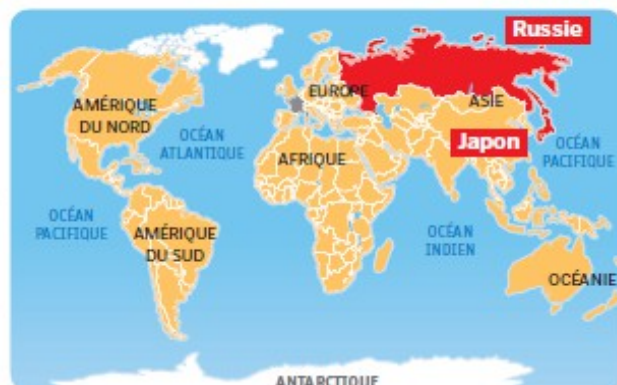 Russie
EUROPE
ASIE
AMÉRIQUE
DU NORD
OCÉAN
ATLANTIQUE
Japon
OCÉAN
PACIFIQUE
AFRIQUE
OCÉAN
PACIFIQUE
AMÉRIQUE
DU SUD
OCÉAN
INDIEN
OCÉANIE
ANTARCTIQUE